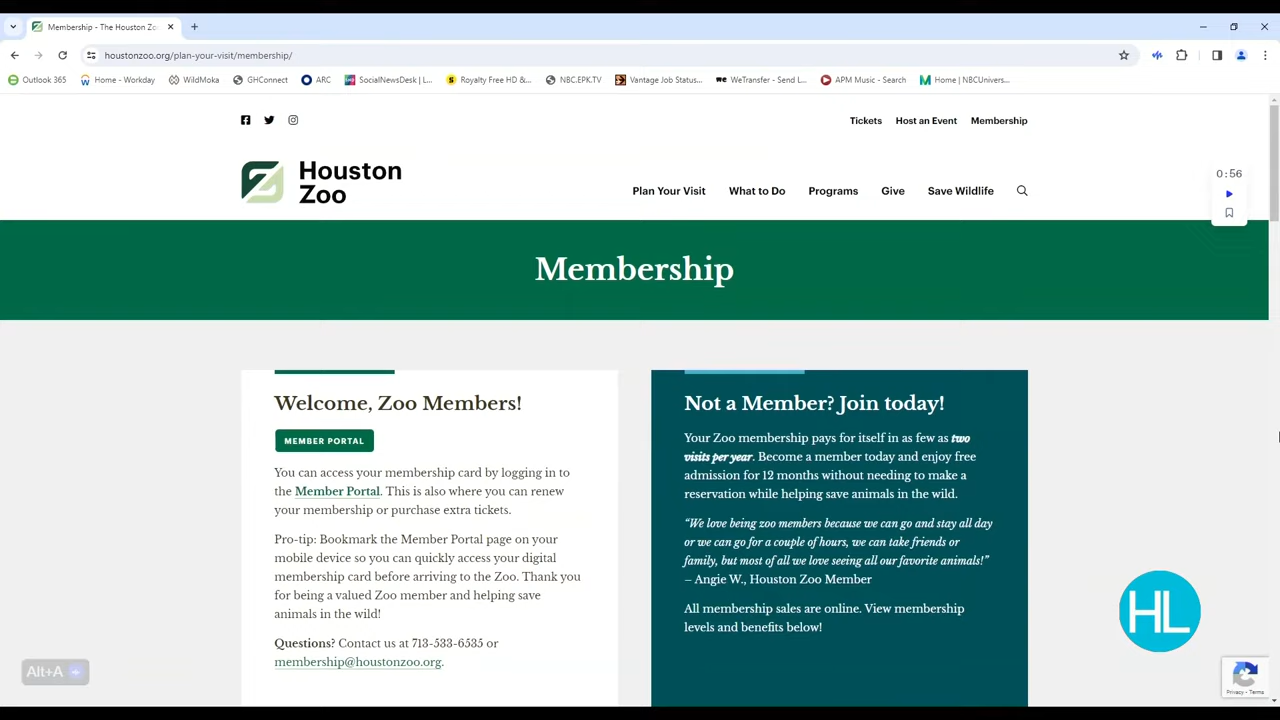 Membership - The Houston Zo
houstonzoo.org/plan-your-visit/membership/
Outlook 365
Home - Workday
WildMoka
GHConnect
ARC
SocialNewsDesk | L...
Royalty Free HD &...
NBC.EPK.TV
Vantage Job Status...
WeTransfer - Send L...
APM Music - Search
Home | NBCUnivers...
Tickets
Host an Event
Membership
Houston
Zoo
Plan Your Visit
What to Do
Programs
Give
Save Wildlife
0:56
Membership
Welcome, Zoo Members!
MEMBER PORTAL
You can access your membership card by logging in to
the Member Portal. This is also where you can renew
your membership or purchase extra tickets.
Pro-tip: Bookmark the Member Portal page on your
mobile device so you can quickly access your digital
membership card before arriving to the Zoo. Thank you
for being a valued Zoo member and helping save
animals in the wild!
Questions? Contact us at 713-533-6535 or
membership@houstonzoo.org.
Not a Member? Join today!
Your Zoo membership pays for itself in as few as two
visits per year. Become a member today and enjoy free
admission for 12 months without needing to make a
reservation while helping save animals in the wild.
“We love being zoo members because we can go and stay all day
or we can go for a couple of hours, we can take friends or
family, but most of all we love seeing all our favorite animals!”
– Angie W., Houston Zoo Member
All membership sales are online. View membership
levels and benefits below!
HL
Alt+A
Privacy - Terms